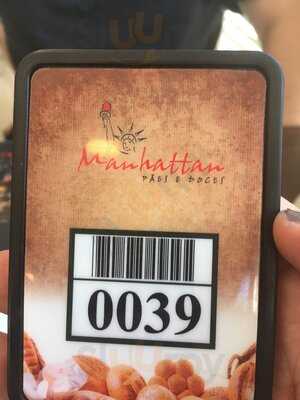 Manhattan
PÃES E DOCES
0039